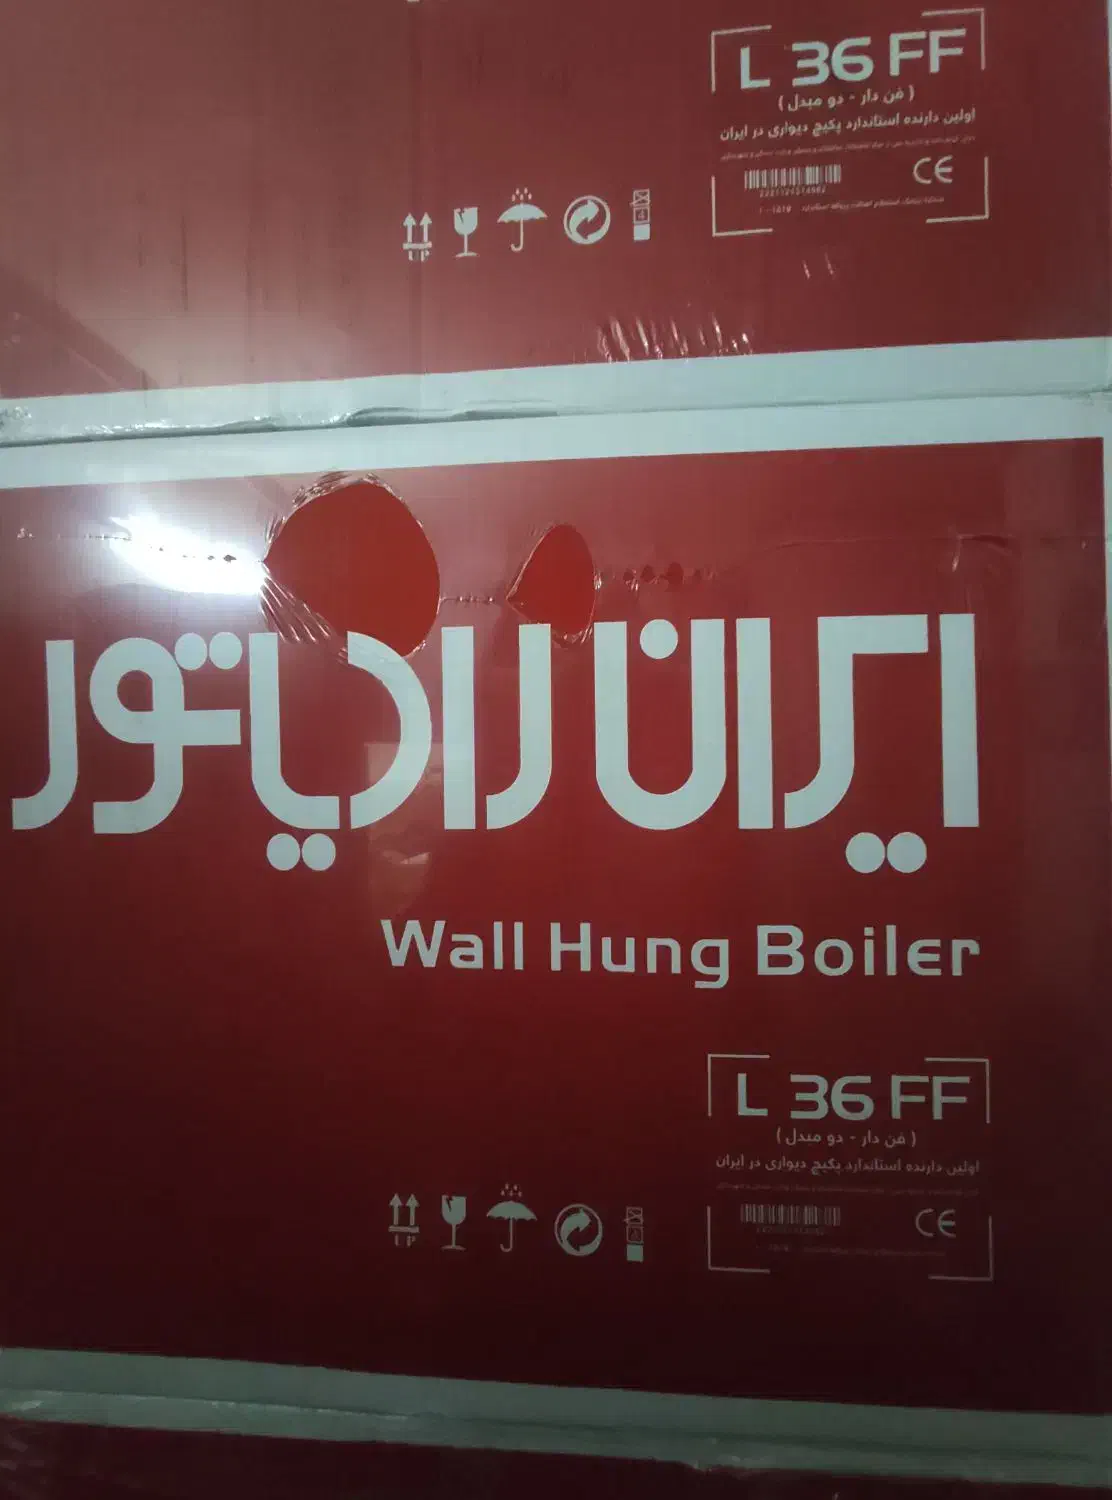 L 36 FF
( فن دار - دو مبدل )
اولین دارنده استاندارد پکیج دیواری در ایران
CE
4
ایران رادیاتور
Wall Hung Boiler
L 36 FF
( فن دار - دو مبدل )
اولین دارنده استاندارد پکیج دیواری در ایران
CE